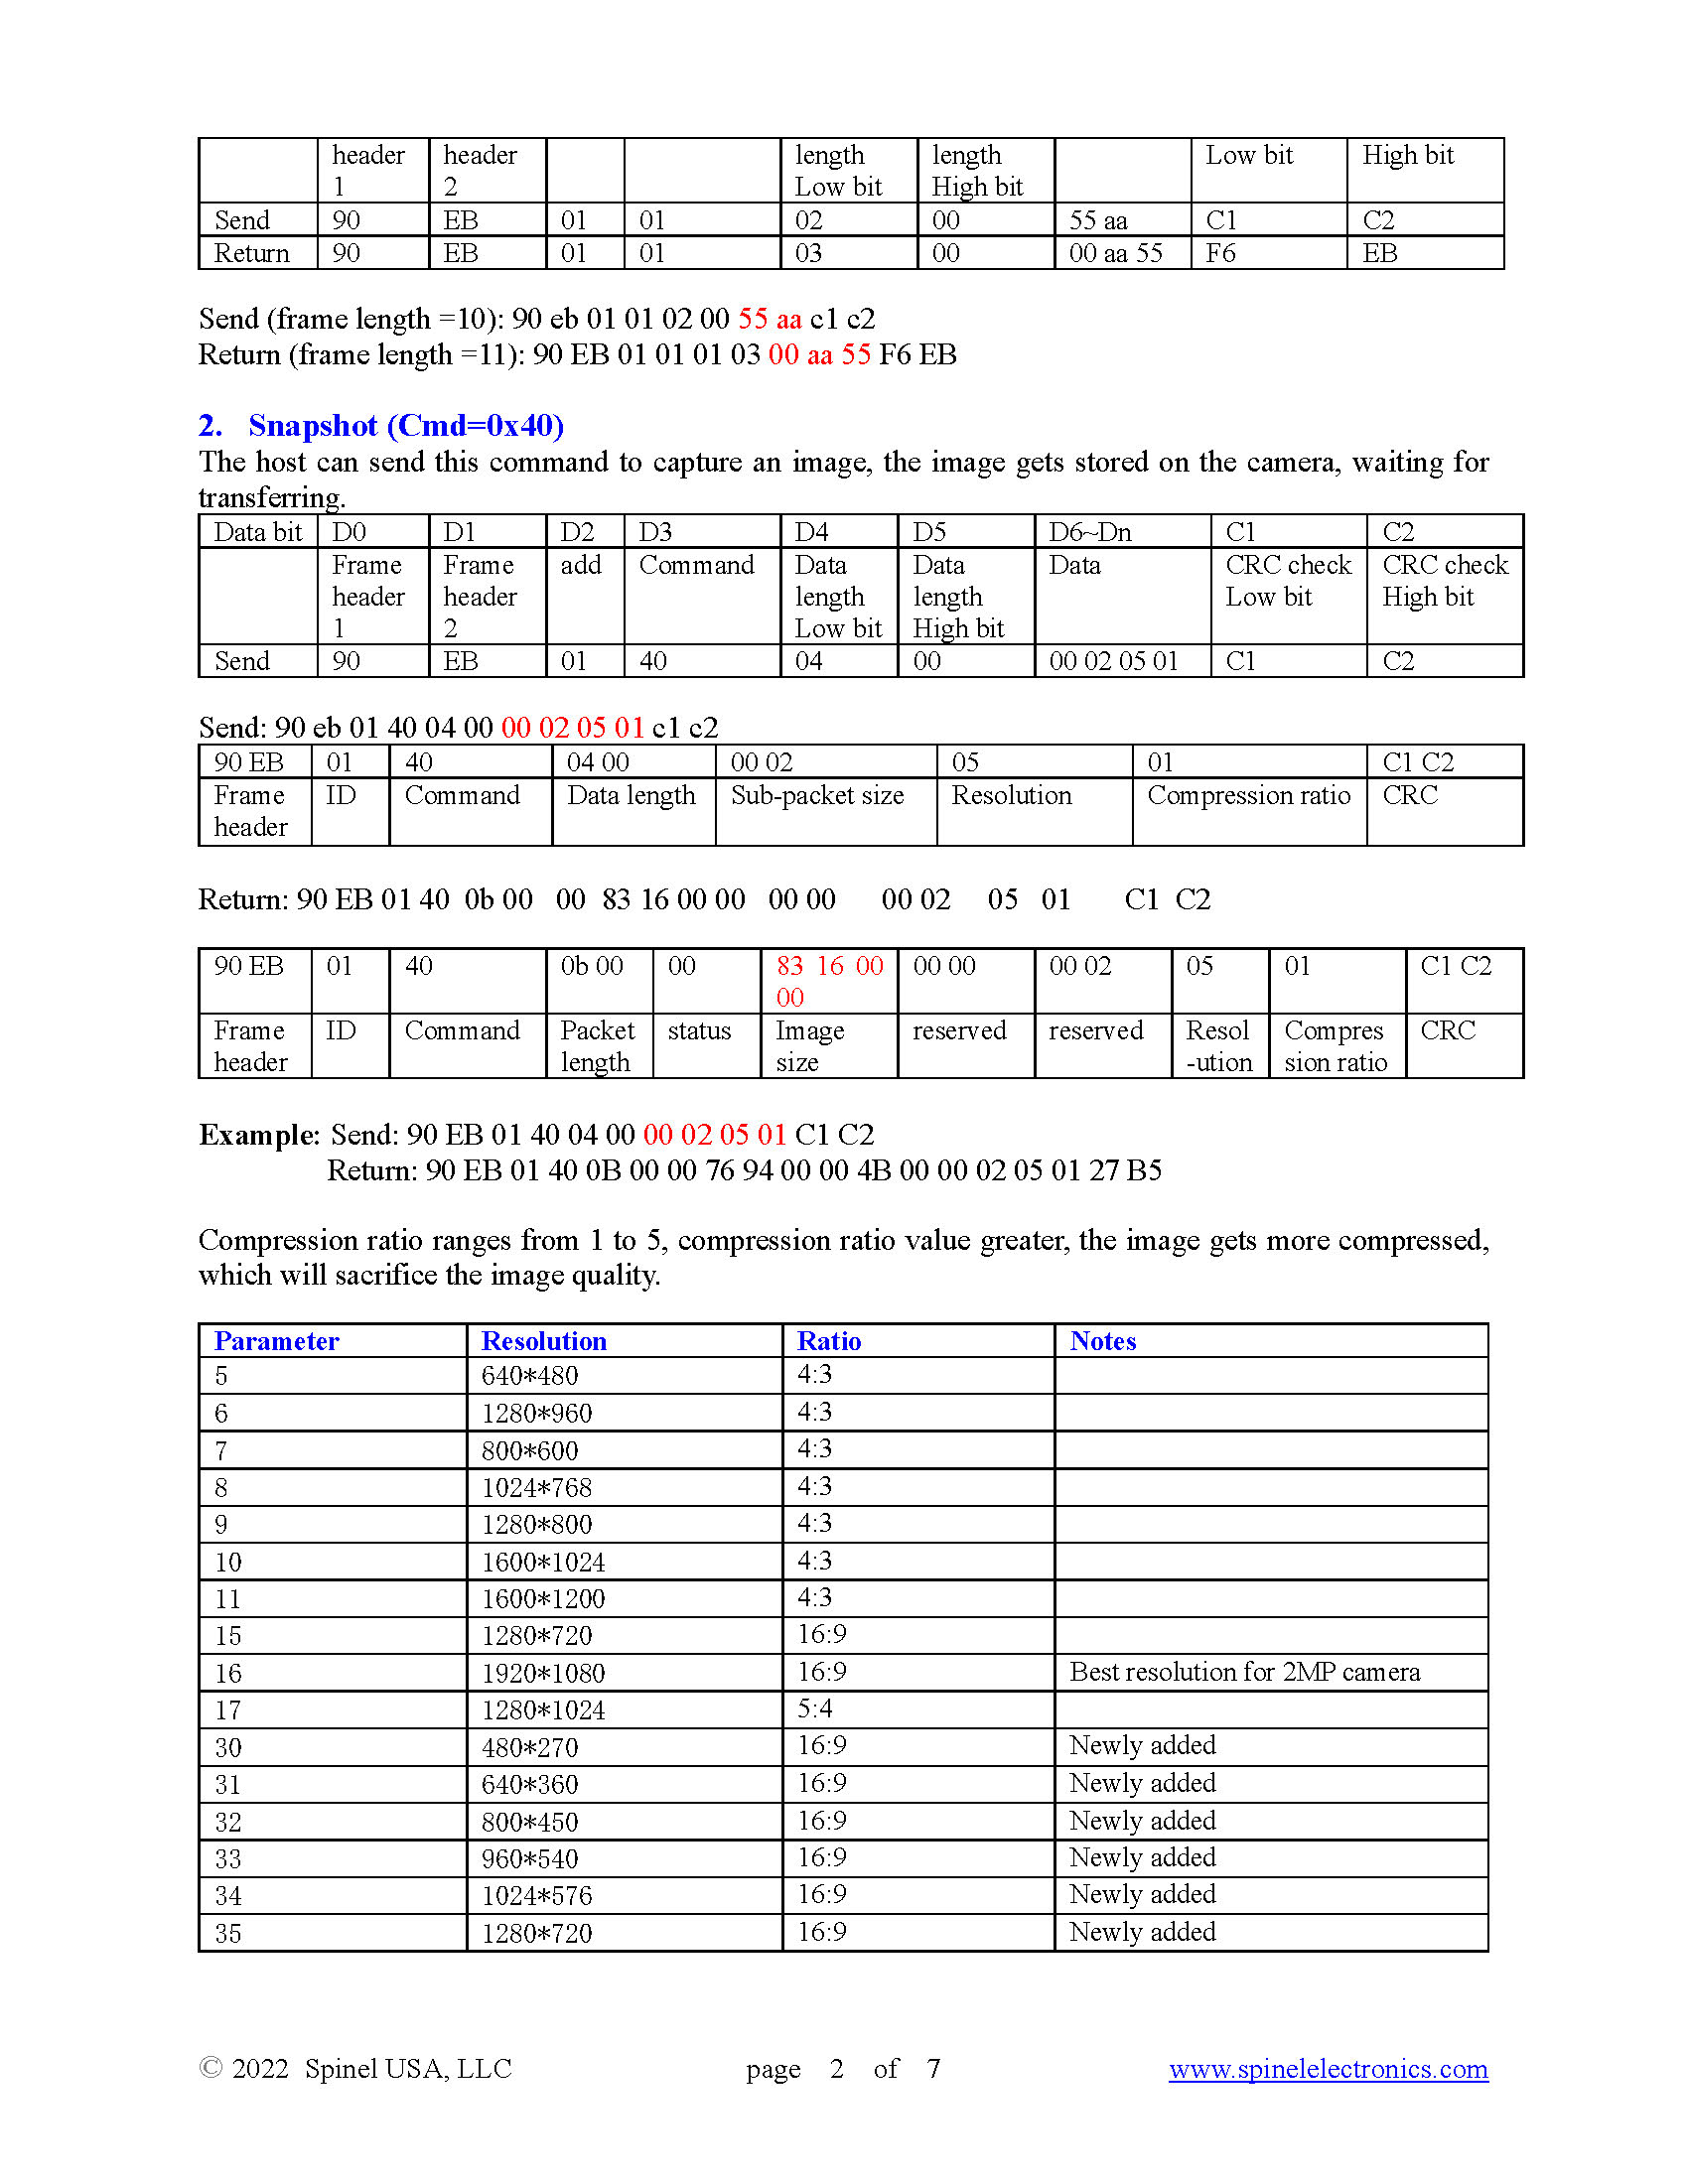 header header length length Low bit High bit
1 2 Low bit High bit
Send 90 EB 01 01 02 00 55 aa C1 C2
Return 90 EB 01 01 03 00 00 aa 55 F6 EB
Send (frame length =10): 90 eb 01 01 02 00 55 aa c1 c2
Return (frame length =11): 90 EB 01 01 01 03 00 aa 55 F6 EB
2. Snapshot (Cmd=0x40)
The host can send this command to capture an image, the image gets stored on the camera, waiting for
transferring.
Data bit D0 D1 D2 D3 D4 D5 D6~Dn C1 C2
Frame Frame add Command Data Data Data CRC check CRC check
header header length length Low bit High bit
1 2 Low bit High bit
Send 90 EB 01 40 04 00 00 02 05 01 C1 C2
Send: 90 eb 01 40 04 00 00 02 05 01 c1 c2
90 EB 01 40 04 00 00 02 05 01 C1 C2
Frame ID Command Data length Sub-packet size Resolution Compression ratio CRC
header
Return: 90 EB 01 40 0b 00 00 83 16 00 00 00 00 00 02 05 01 C1 C2
90 EB 01 40 0b 00 00 83 16 00 00 00 00 02 05 01 C1 C2
00
Frame ID Command Packet status Image reserved reserved Resol Compres CRC
header length size -ution sion ratio
Example: Send: 90 EB 01 40 04 00 00 02 05 01 C1 C2
Return: 90 EB 01 40 0B 00 00 76 94 00 00 4B 00 00 02 05 01 27 B5
Compression ratio ranges from 1 to 5, compression ratio value greater, the image gets more compressed,
which will sacrifice the image quality.
Parameter Resolution Ratio Notes
5 640*480 4:3
6 1280*960 4:3
7 800*600 4:3
8 1024*768 4:3
9 1280*800 4:3
10 1600*1024 4:3
11 1600*1200 4:3
15 1280*720 16:9
16 1920*1080 16:9 Best resolution for 2MP camera
17 1280*1024 5:4
30 480*270 16:9 Newly added
31 640*360 16:9 Newly added
32 800*450 16:9 Newly added
33 960*540 16:9 Newly added
34 1024*576 16:9 Newly added
35 1280*720 16:9 Newly added
© 2022 Spinel USA, LLC page 2 of 7 www.spinelelectronics.com